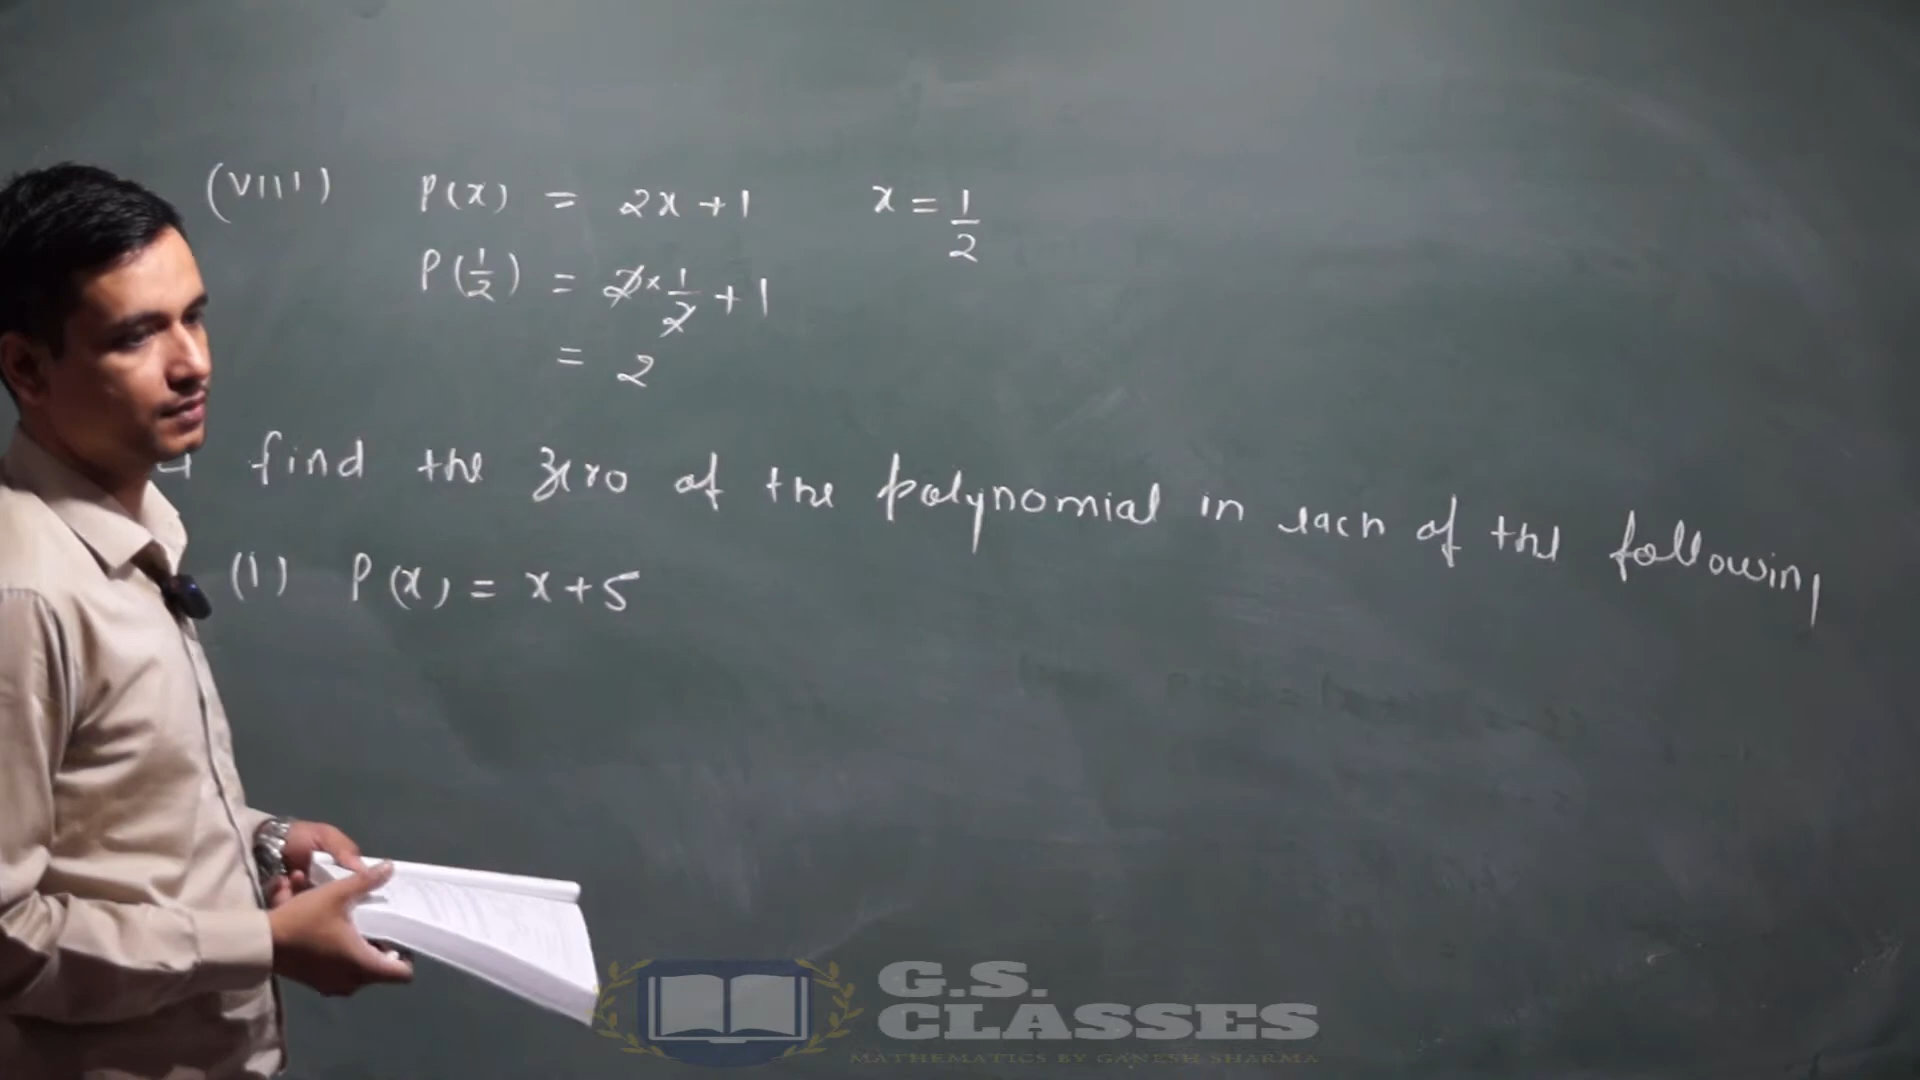 (VIII) P(x) = 2x+1 x = 1/2
P(1/2) = 2×1/2+1
= 2
find the zero of the polynomial in each of the following
(i) P(x) = x+5
G.S.
CLASSES
MATHEMATICS BY GANESH SHARMA